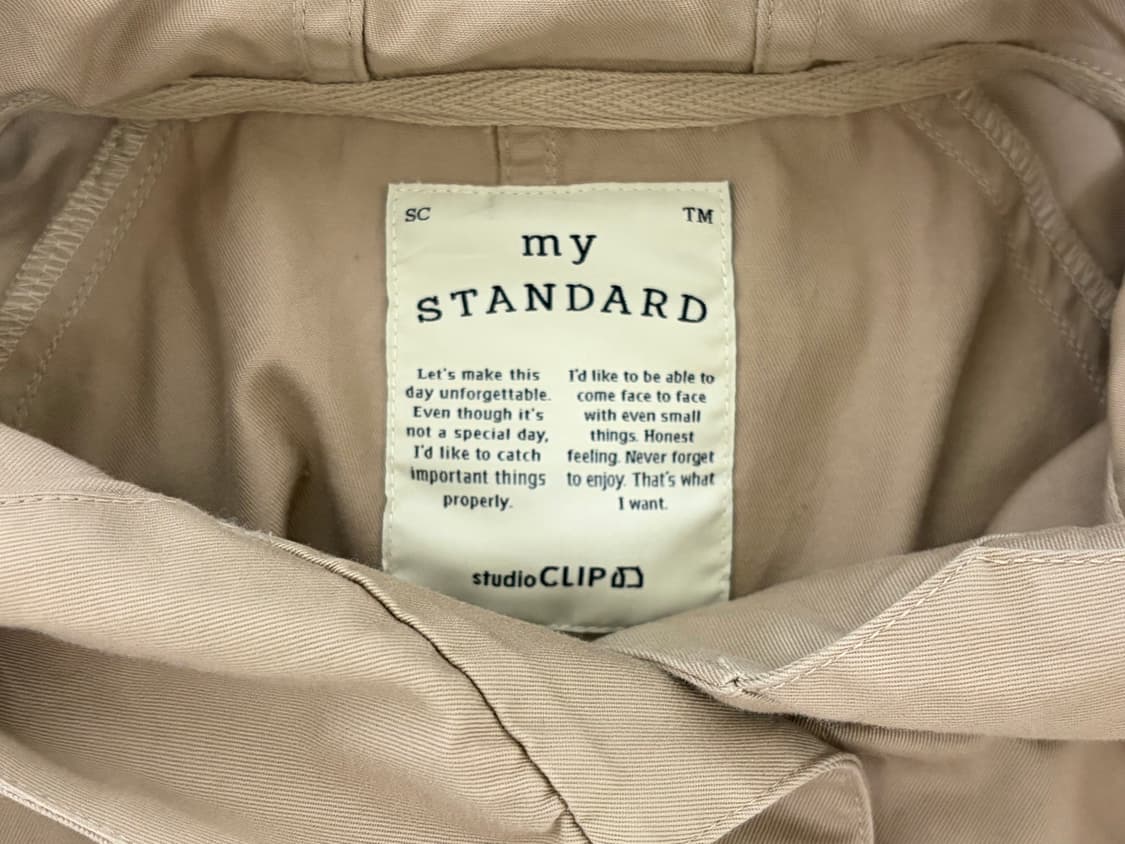 SC TM
my
STANDARD
Let's make this
day unforgettable.
Even though it's
not a special day,
I'd like to catch
important things
properly.
I'd like to be able to
come face to face
with even small
things. Honest
feeling. Never forget
to enjoy. That's what
I want.
studio CLIP